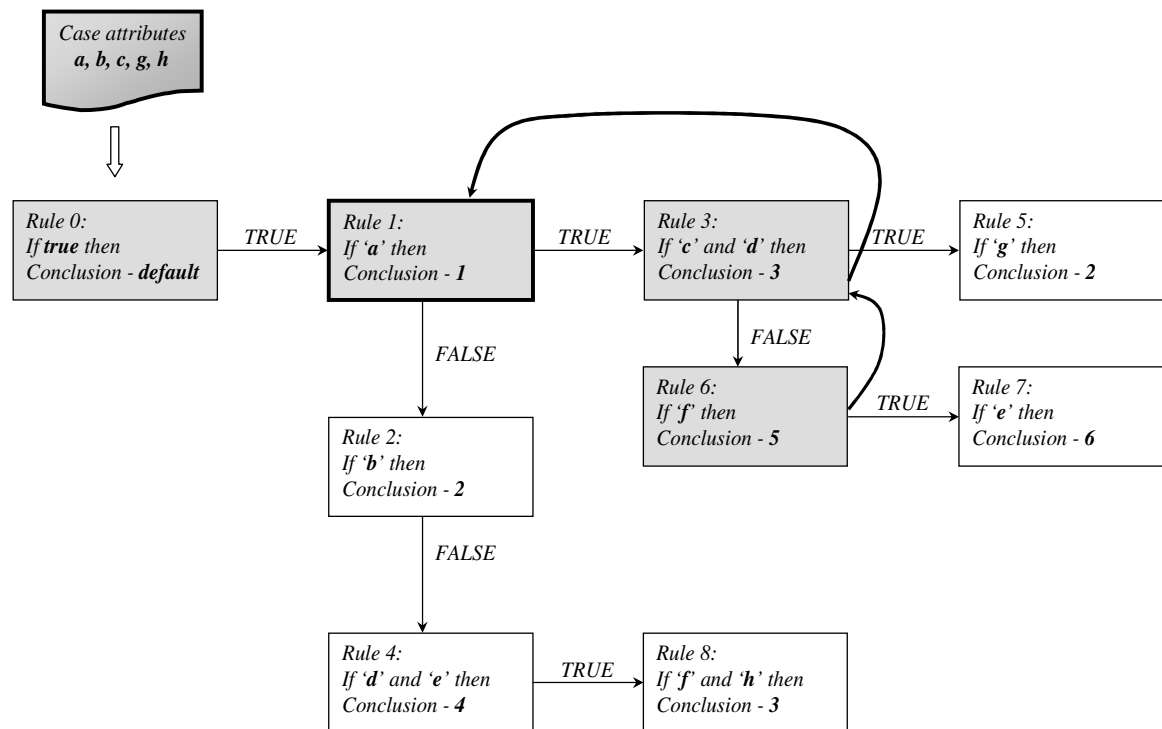 Case attributes
a, b, c, g, h
Rule 0:
If true then
Conclusion - default
TRUE
Rule 1:
If ‘a’ then
Conclusion - 1
TRUE
Rule 3:
If ‘c’ and ‘d’ then
Conclusion - 3
TRUE
Rule 5:
If ‘g’ then
Conclusion - 2
FALSE
FALSE
Rule 6:
If ‘f’ then
Conclusion - 5
TRUE
Rule 7:
If ‘e’ then
Conclusion - 6
Rule 2:
If ‘b’ then
Conclusion - 2
FALSE
Rule 4:
If ‘d’ and ‘e’ then
Conclusion - 4
TRUE
Rule 8:
If ‘f’ and ‘h’ then
Conclusion - 3